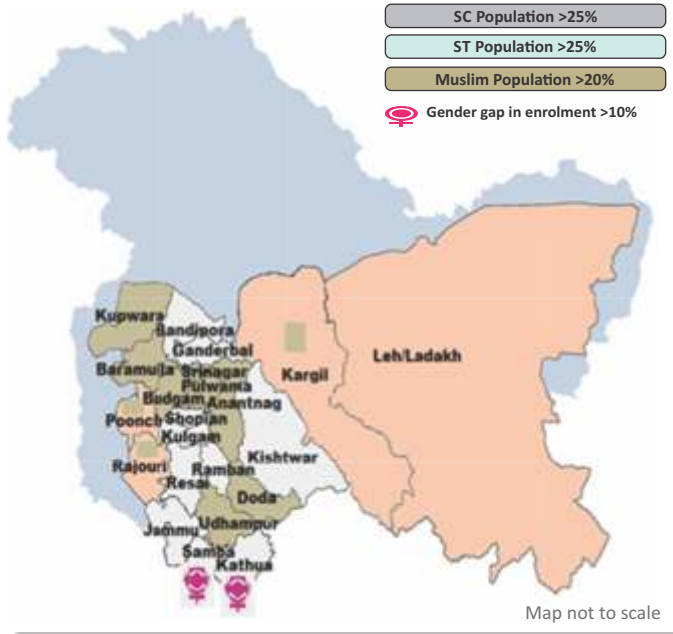 SC Population >25%
ST Population >25%
Muslim Population >20%
Gender gap in enrolment >10%
Kupwara
Bandipora
Ganderbal
Baramulla
Srinagar
Pulwama
Budgam
Anantnag
Poonch
Shopian
Kulgam
Kargil
Leh/Ladakh
Rajouri
Ramban
Kishtwar
Resai
Doda
Jammu
Udhampur
Samba
Kathua
Map not to scale